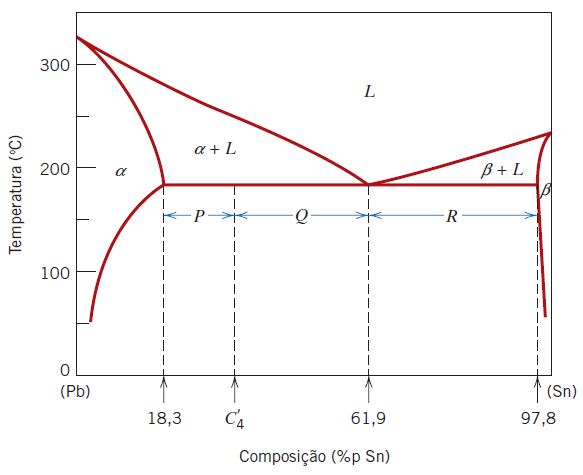 300
L
α + L
α
200
β + L
β
P
Q
R
100
0
(Pb)
(Sn)
18,3
C′4
61,9
97,8
Temperatura (°C)
Composição (%p Sn)